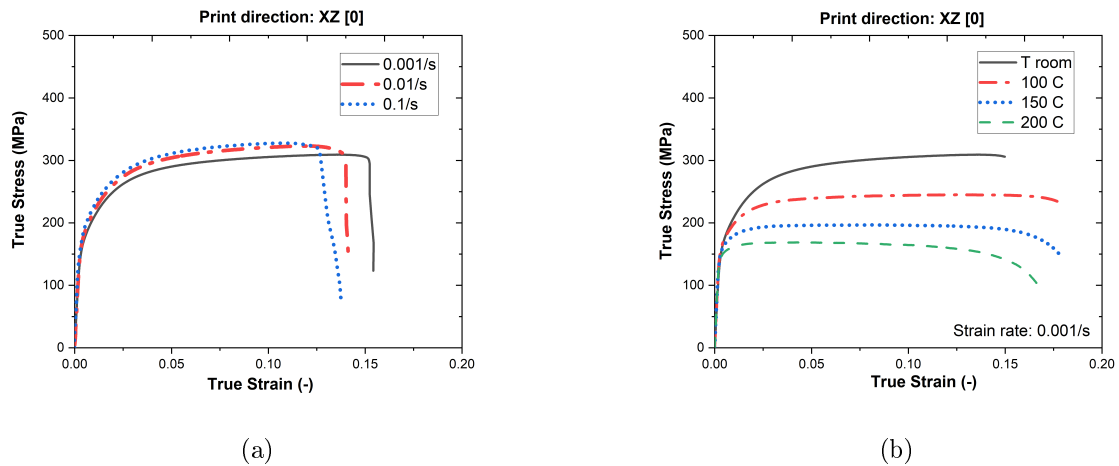 Print direction: XZ [0]
500
400
300
200
100
0
True Stress (MPa)
0.001/s
0.01/s
0.1/s
0.00
0.05
0.10
0.15
0.20
True Strain (-)
(a)
Print direction: XZ [0]
500
400
300
200
100
0
True Stress (MPa)
T room
100 C
150 C
200 C
Strain rate: 0.001/s
0.00
0.05
0.10
0.15
0.20
True Strain (-)
(b)